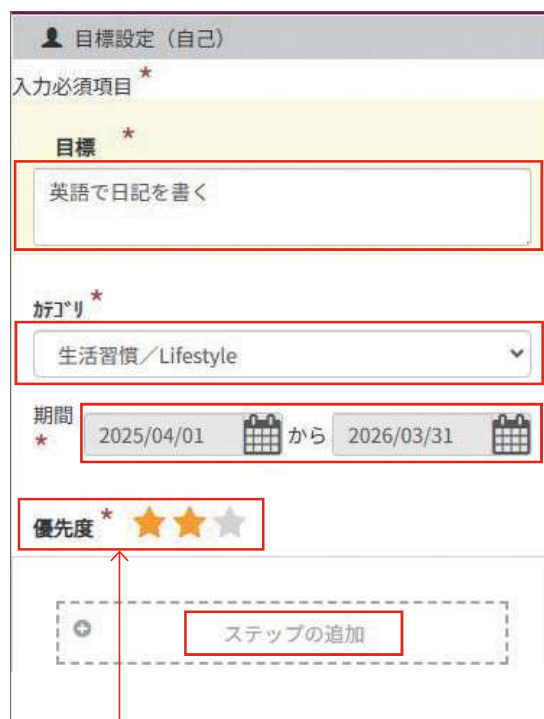 目標設定（自己）
入力必須項目 *
目標 *
英語で日記を書く
ｶﾃｺﾞﾘ *
生活習慣／Lifestyle
期間
* 2025/04/01 から 2026/03/31
優先度 *
ステップの追加